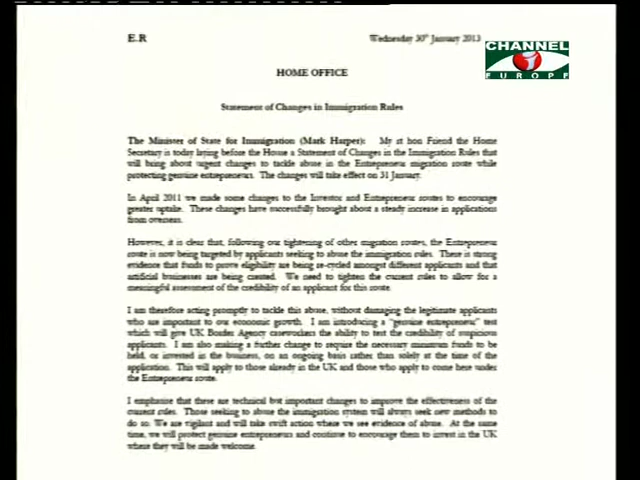 E.R
Wednesday 30th January 2013
CHANNEL
i
EUROPE
HOME OFFICE
Statement of Changes in Immigration Rules
The Minister of State for Immigration (Mark Harper): My rt hon Friend the Home
Secretary is today laying before the House a Statement of Changes in the Immigration Rules that
will bring about urgent changes to tackle abuse in the Entrepreneur migration route while
protecting genuine entrepreneurs. The changes will take effect on 31 January.
In April 2011 we made some changes to the Investor and Entrepreneur routes to encourage
greater uptake. These changes have successfully brought about a steady increase in applications
from overseas.
However, it is clear that, following our tightening of other migration routes, the Entrepreneur
route is now being targeted by applicants seeking to abuse the immigration rules. There is strong
evidence that funds to prove eligibility are being re-cycled amongst different applicants and that
artificial businesses are being created. We need to tighten the current rules to allow for a
meaningful assessment of the credibility of an applicant for this route.
I am therefore acting promptly to tackle this abuse, without damaging the legitimate applicants
who are important to our economic growth. I am introducing a "genuine entrepreneur" test
which will give UK Border Agency caseworkers the ability to test the credibility of suspicious
applicants. I am also making a further change to require the necessary minimum funds to be
held, or invested in the business, on an ongoing basis rather than solely at the time of the
application. This will apply to those already in the UK and those who apply to come here under
the Entrepreneur route.
I emphasise that these are technical but important changes to improve the effectiveness of the
current rules. Those seeking to abuse the immigration system will always seek new methods to
do so. We are vigilant and will take swift action where we see evidence of abuse. At the same
time, we will protect genuine entrepreneurs and continue to encourage them to invest in the UK
where they will be made welcome.